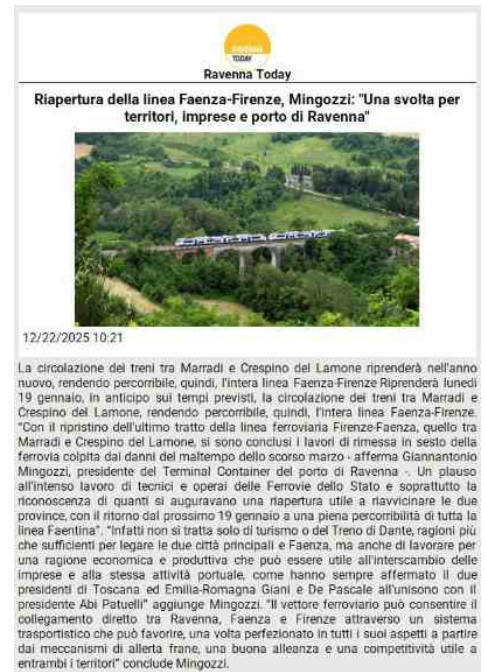 TODAY
Ravenna Today
Riapertura della linea Faenza-Firenze, Mingozzi: "Una svolta per
territori, imprese e porto di Ravenna"
12/22/2025 10:21
La circolazione dei treni tra Marradi e Crespino del Lamone riprenderà nell'anno
nuovo, rendendo percorribile, quindi, l'intera linea Faenza-Firenze Riprenderà lunedì
19 gennaio, in anticipo sui tempi previsti, la circolazione dei treni tra Marradi e
Crespino del Lamone, rendendo percorribile, quindi, l'intera linea Faenza-Firenze.
"Con il ripristino dell'ultimo tratto della linea ferroviaria Firenze-Faenza, quello tra
Marradi e Crespino del Lamone, si sono conclusi i lavori di rimessa in sesto della
ferrovia colpita dai danni del maltempo dello scorso marzo - afferma Giannantonio
Mingozzi, presidente del Terminal Container del porto di Ravenna -. Un plauso
all'intenso lavoro di tecnici e operai delle Ferrovie dello Stato e soprattutto la
riconoscenza di quanti si auguravano una riapertura utile a riavvicinare le due
province, con il ritorno dal prossimo 19 gennaio a una piena percorribilità di tutta la
linea Faentina". "Infatti non si tratta solo di turismo o del Treno di Dante, ragioni più
che sufficienti per legare le due città principali e Faenza, ma anche di lavorare per
una ragione economica e produttiva che può essere utile all'interscambio delle
imprese e alla stessa attività portuale, come hanno sempre affermato il due
presidenti di Toscana ed Emilia-Romagna Giani e De Pascale all'unisono con il
presidente Abi Patuelli" aggiunge Mingozzi. "Il vettore ferroviario può consentire il
collegamento diretto tra Ravenna, Faenza e Firenze attraverso un sistema
trasportistico che può favorire, una volta perfezionato in tutti i suoi aspetti a partire
dai meccanismi di allerta frane, una buona alleanza e una competitività utile a
entrambi i territori" conclude Mingozzi.